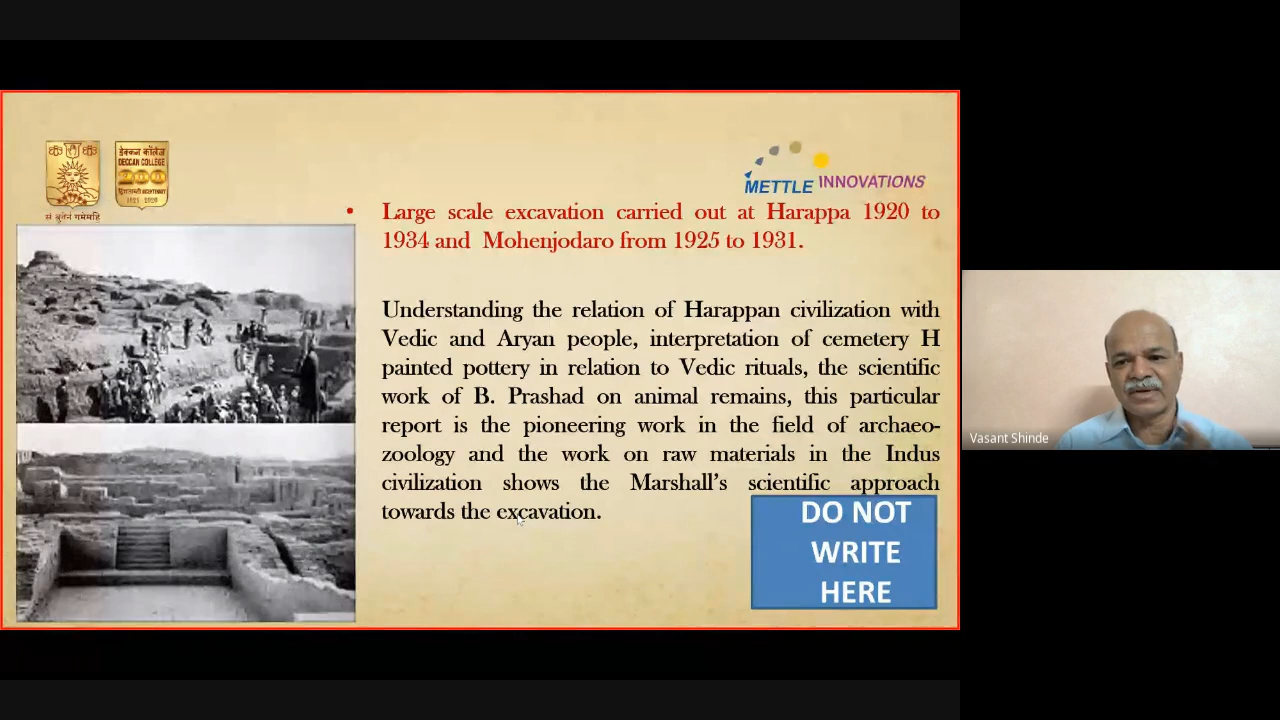 डेक्कन कॉलेज
DECCAN COLLEGE
200
1821-2020
METTLE INNOVATIONS
• Large scale excavation carried out at Harappa 1920 to
1934 and Mohenjodaro from 1925 to 1931.
Understanding the relation of Harappan civilization with
Vedic and Aryan people, interpretation of cemetery H
painted pottery in relation to Vedic rituals, the scientific
work of B. Prashad on animal remains, this particular
report is the pioneering work in the field of archaeo-
zoology and the work on raw materials in the Indus
civilization shows the Marshall's scientific approach
towards the excavation.
DO NOT
WRITE
HERE
Vasant Shinde